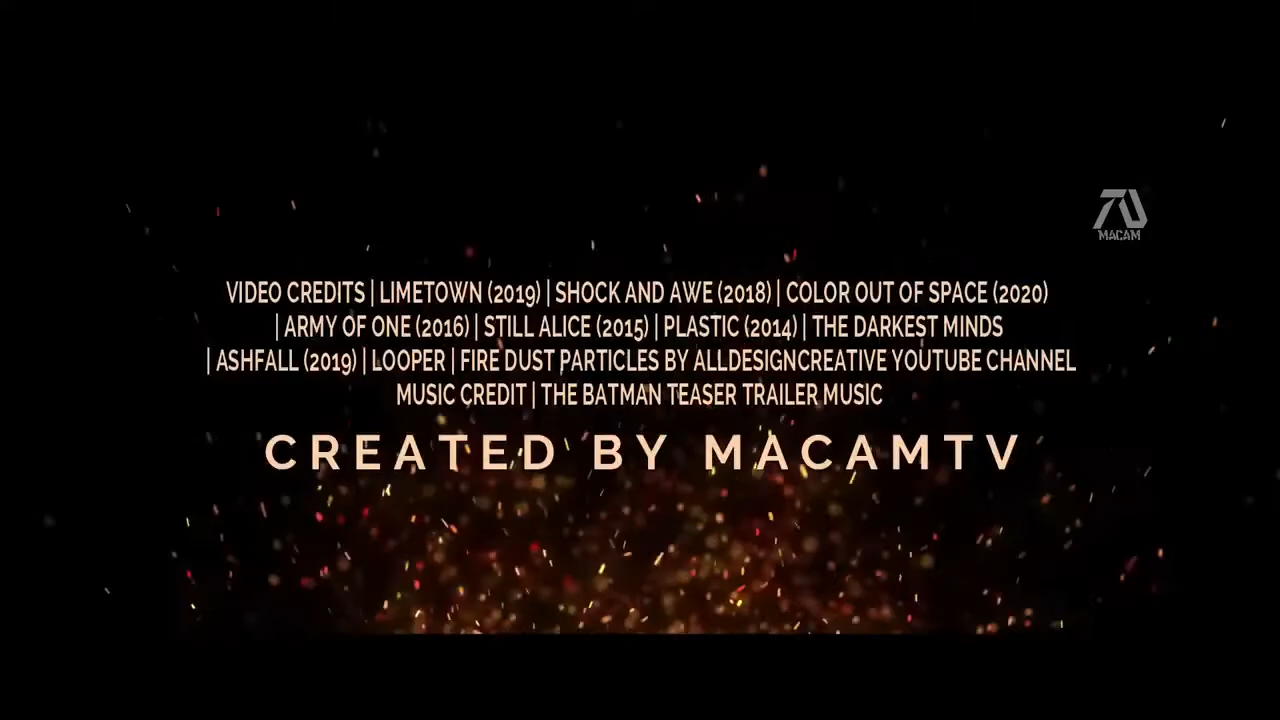 MACAM
VIDEO CREDITS | LIMETOWN (2019) | SHOCK AND AWE (2018) | COLOR OUT OF SPACE (2020)
| ARMY OF ONE (2016) | STILL ALICE (2015) | PLASTIC (2014) | THE DARKEST MINDS
| ASHFALL (2019) | LOOPER | FIRE DUST PARTICLES BY ALLDESIGNCREATIVE YOUTUBE CHANNEL
MUSIC CREDIT | THE BATMAN TEASER TRAILER MUSIC
CREATED BY MACAMTV